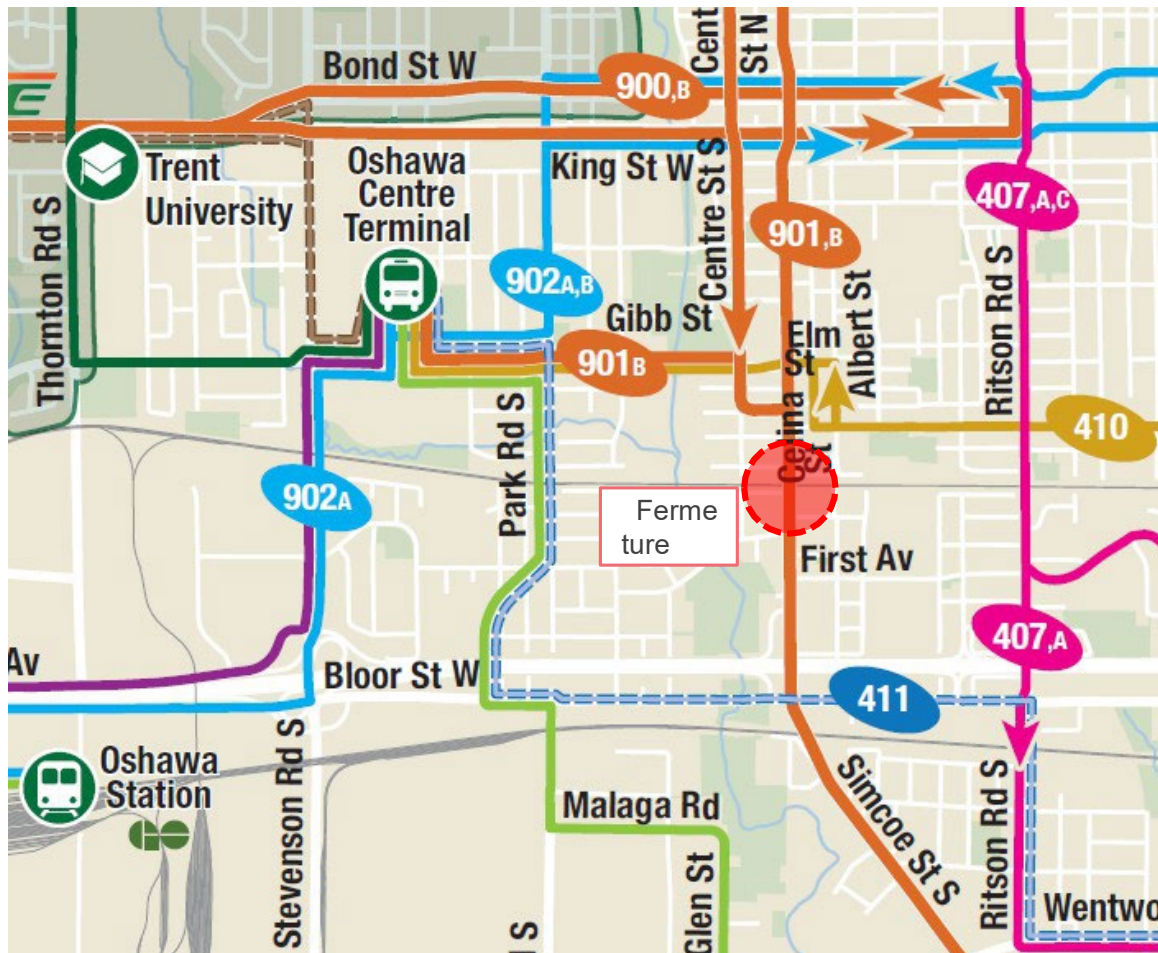 Cent
St N
Bond St W
900,B
E
Trent
University
Oshawa
Centre
Terminal
King St W
Centre St S
407,A,C
Thornton Rd S
902A,B
901,B
Gibb St
Albert St
Ritson Rd S
Elm
St
901B
Celina
St
410
Park Rd S
902A
Ferme
ture
First Av
407,A
Av
Bloor St W
411
Stevenson Rd S
Oshawa
Station
Malaga Rd
Simcoe St S
Ritson Rd S
Glen St
d S
Wentwo